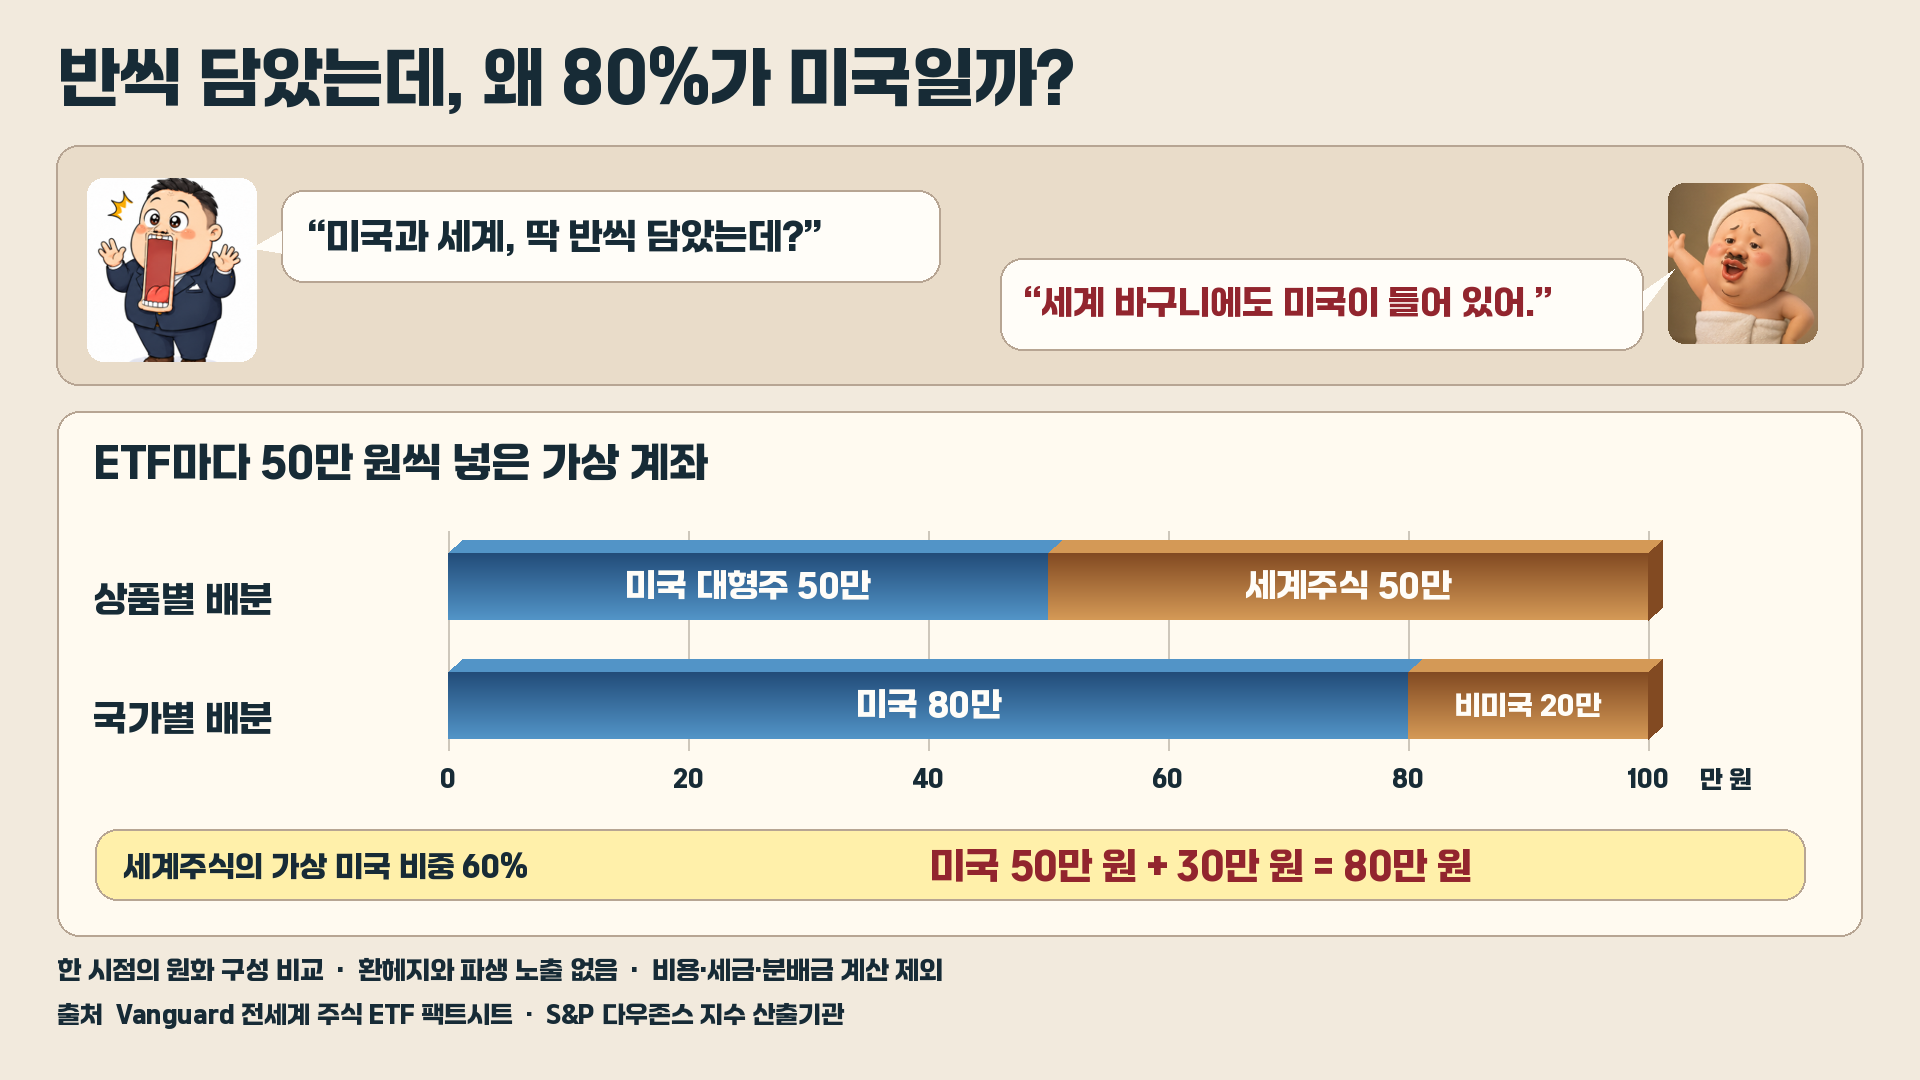 반씩 담았는데, 왜 80%가 미국일까?
“미국과 세계, 딱 반씩 담았는데?”
“세계 바구니에도 미국이 들어 있어.”
ETF마다 50만 원씩 넣은 가상 계좌
상품별 배분
미국 대형주 50만
세계주식 50만
국가별 배분
미국 80만
비미국 20만
0 20 40 60 80 100 만 원
세계주식의 가상 미국 비중 60%
미국 50만 원 + 30만 원 = 80만 원
한 시점의 원화 구성 비교 · 환헤지와 파생 노출 없음 · 비용·세금·분배금 계산 제외
출처 Vanguard 전세계 주식 ETF 팩트시트 · S&P 다우존스 지수 산출기관